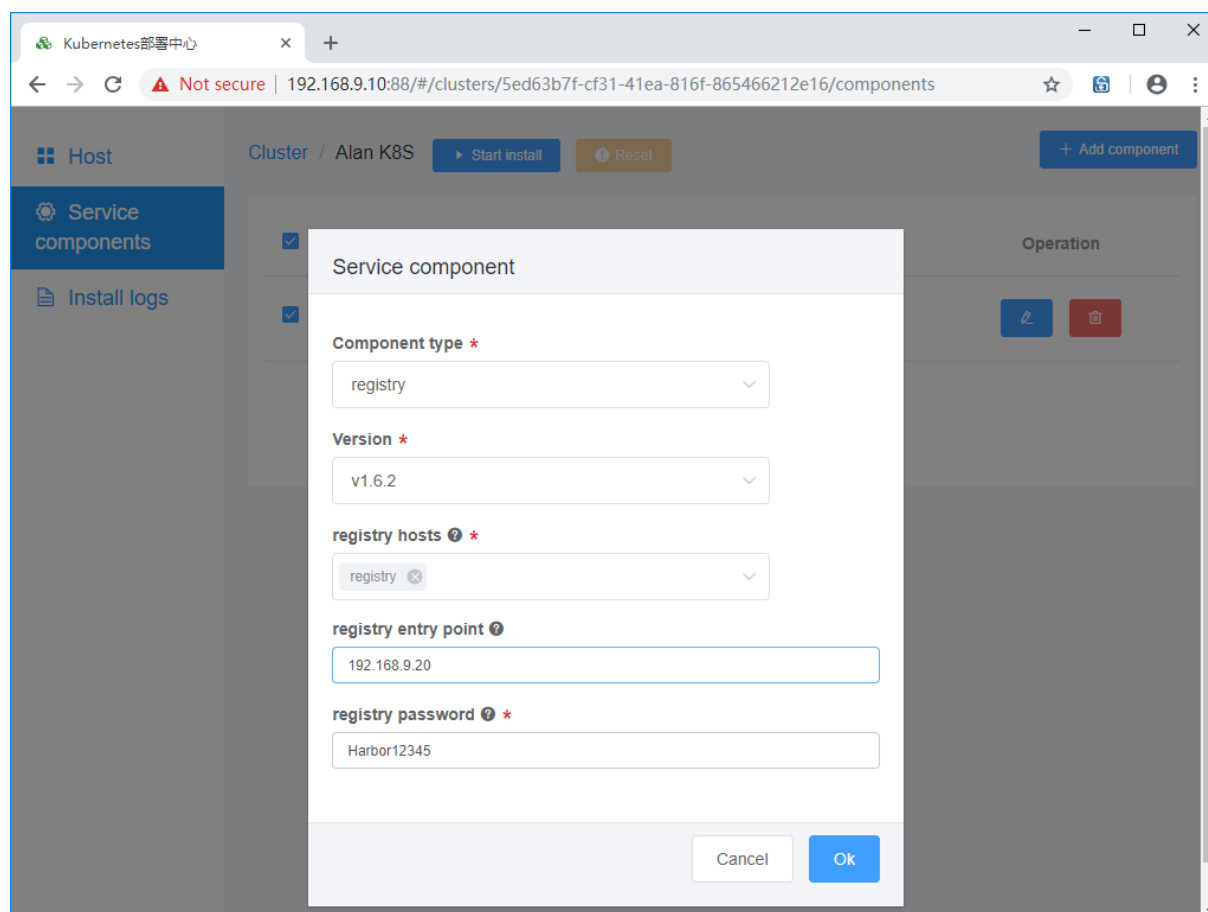 Kubernetes部署中心
Not secure | 192.168.9.10:88/#/clusters/5ed63b7f-cf31-41ea-816f-865466212e16/components
Host
Cluster / Alan K8S
Start install
Reset
+ Add component
Service
components
Operation
Install logs
Service component
Component type *
registry
Version *
v1.6.2
registry hosts *
registry
registry entry point
192.168.9.20
registry password *
Harbor12345
Cancel
Ok